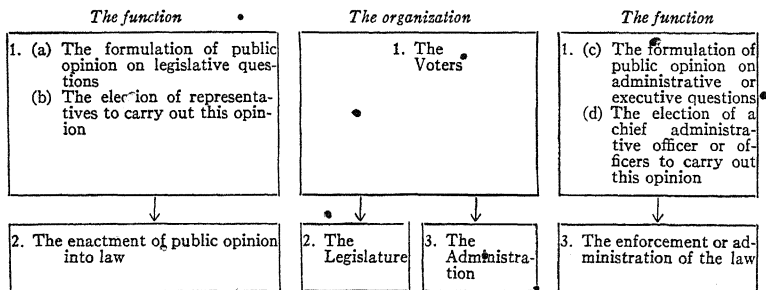 The function
The organization
The function
1. (a) The formulation of public
opinion on legislative ques-
tions
(b) The election of representa-
tives to carry out this opin-
ion
1. The
Voters
1. (c) The formulation of
public opinion on
administrative or
executive questions
(d) The election of a
chief administra-
tive officer or of-
ficers to carry out
this opinion
2. The enactment of public opinion
into law
2. The
Legislature
3. The
Administra-
tion
3. The enforcement or ad-
ministration of the law